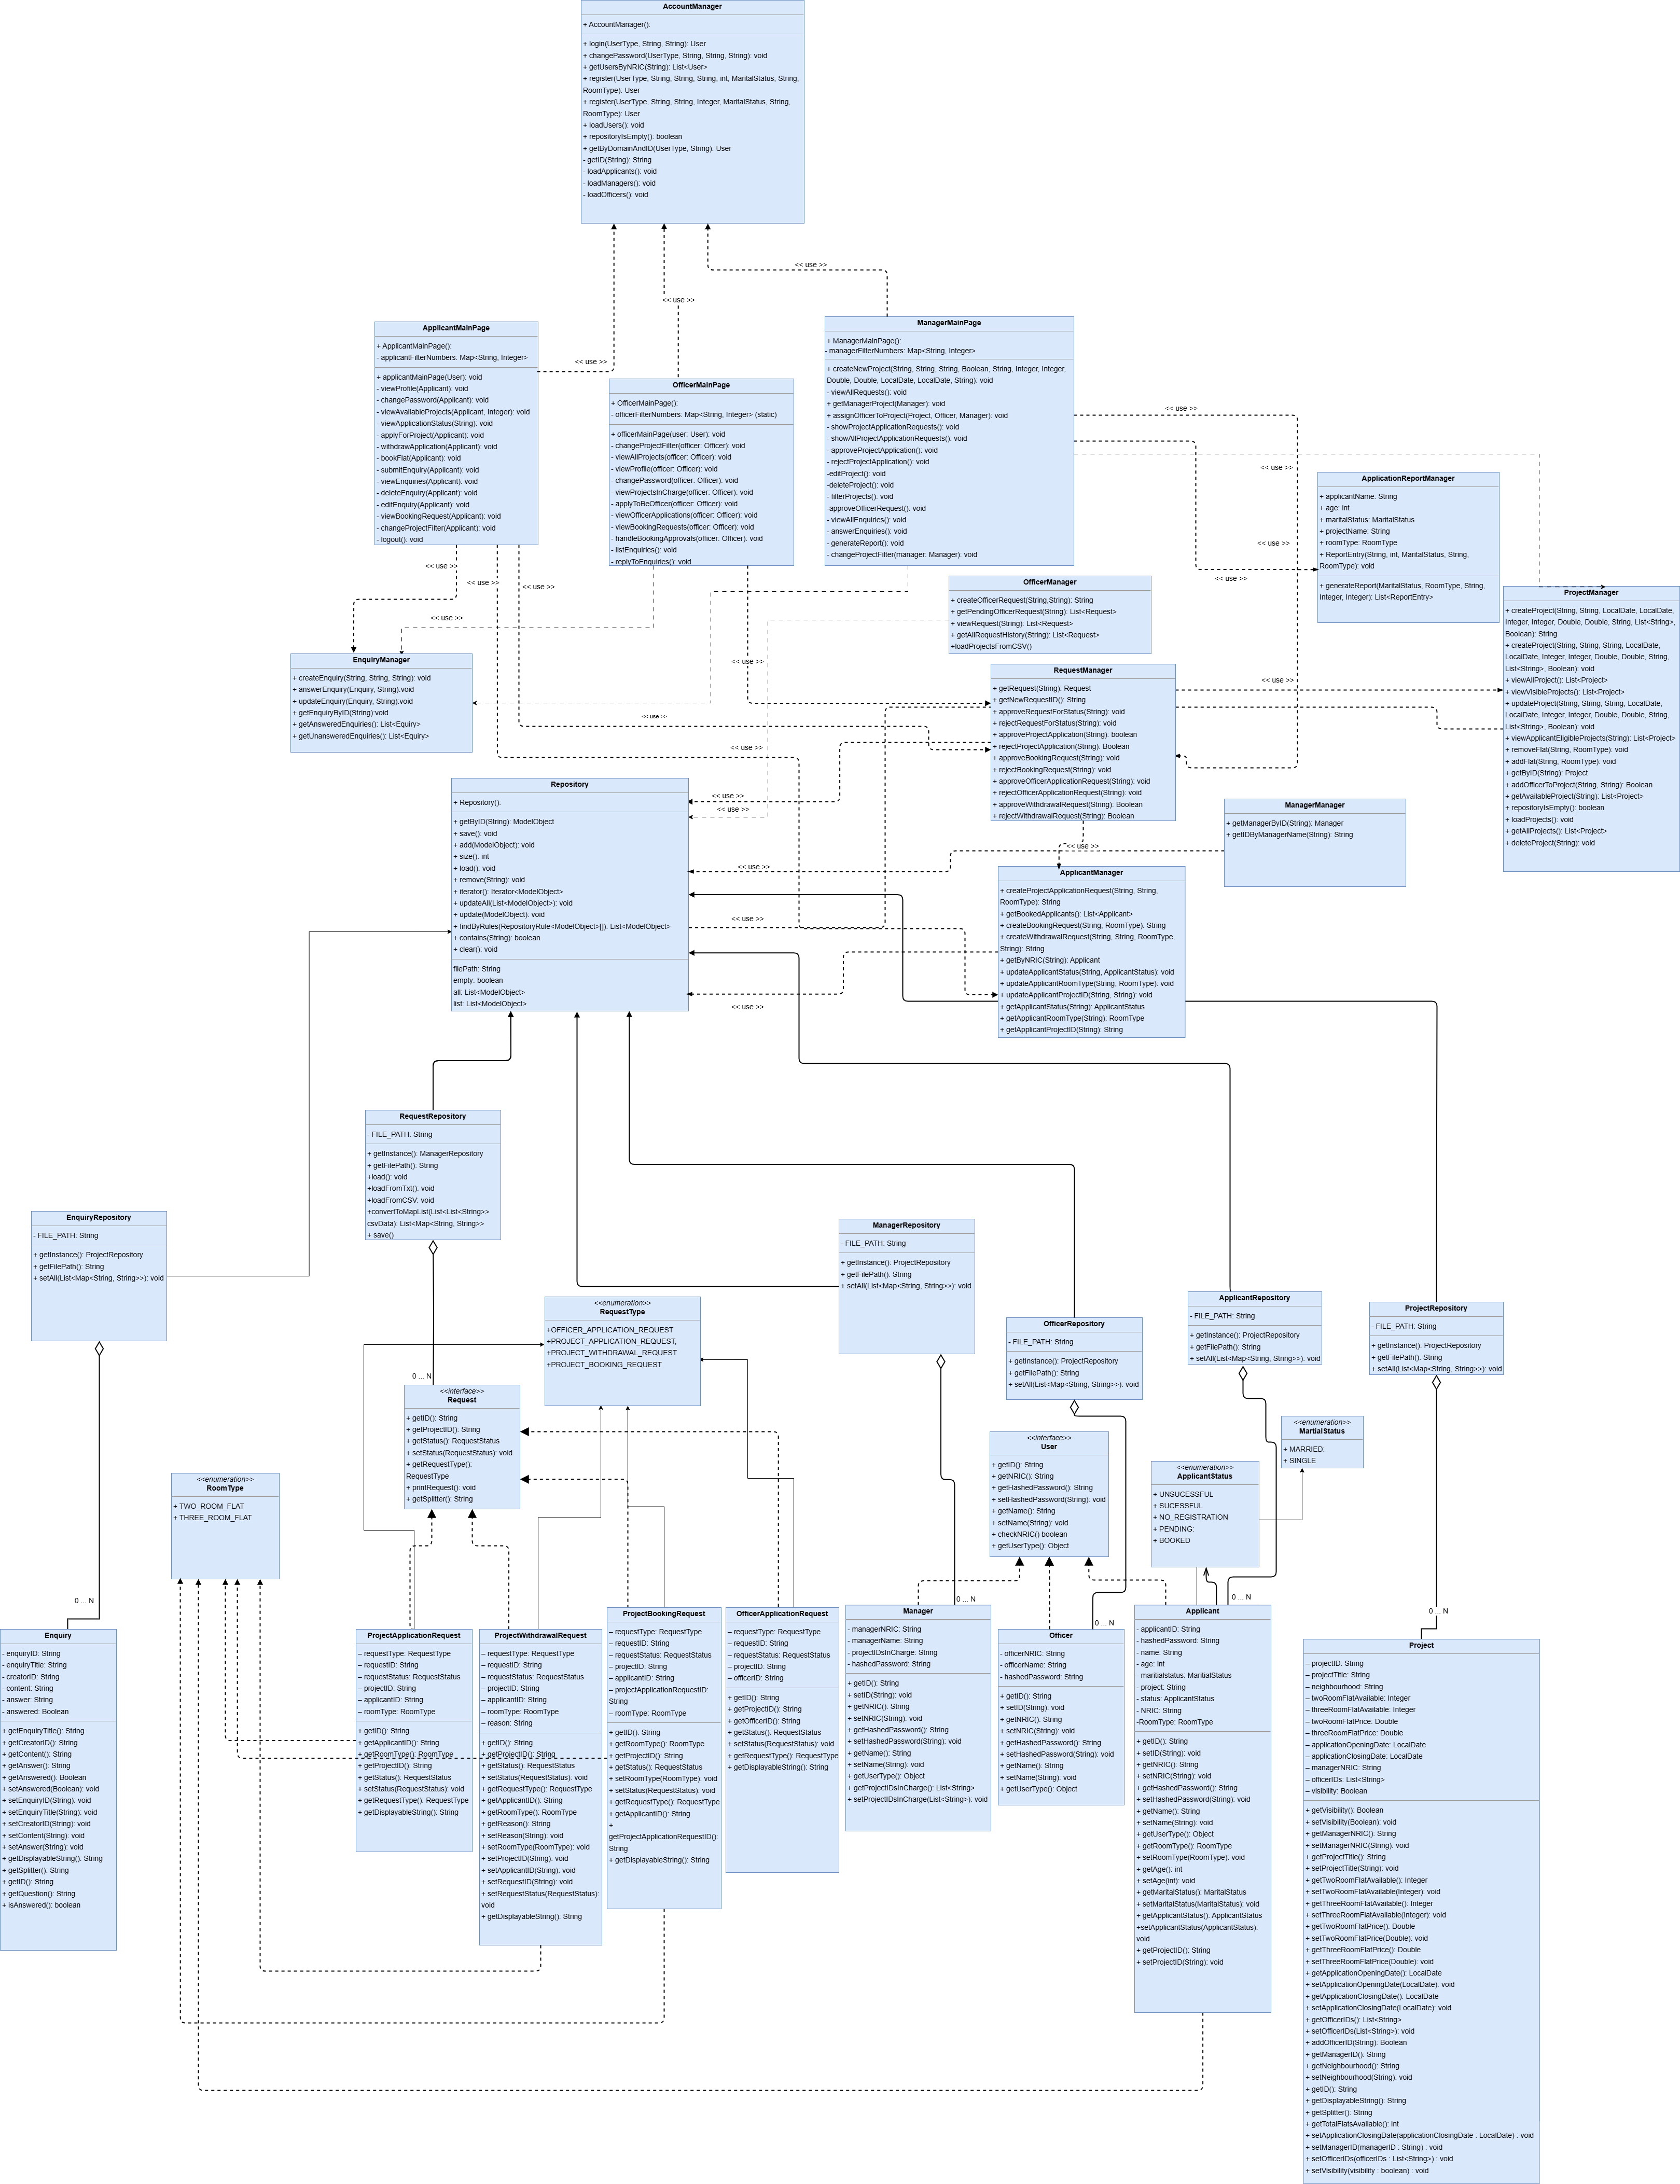 AccountManager
+ AccountManager():
+ login(UserType, String, String): User
+ changePassword(UserType, String, String, String): void
+ getUsersByNRIC(String): List<User>
+ register(UserType, String, String, String, int, MaritalStatus, String,
RoomType): User
+ register(UserType, String, String, Integer, MaritalStatus, String,
RoomType): User
+ loadUsers(): void
+ repositoryIsEmpty(): boolean
+ getByDomainAndID(UserType, String): User
- getID(String): String
- loadApplicants(): void
- loadManagers(): void
- loadOfficers(): void
<< use >>
<< use >>
<< use >>
ApplicantMainPage
+ ApplicantMainPage():
- applicantFilterNumbers: Map<String, Integer>
+ applicantMainPage(User): void
- viewProfile(Applicant): void
- changePassword(Applicant): void
- viewAvailableProjects(Applicant, Integer): void
- viewApplicationStatus(String): void
- applyForProject(Applicant): void
- withdrawApplication(Applicant): void
- bookFlat(Applicant): void
- submitEnquiry(Applicant): void
- viewEnquiries(Applicant): void
- deleteEnquiry(Applicant): void
- editEnquiry(Applicant): void
- viewBookingRequest(Applicant): void
- changeProjectFilter(Applicant): void
- logout(): void
OfficerMainPage
+ OfficerMainPage():
- officerFilterNumbers: Map<String, Integer> (static)
+ officerMainPage(user: User): void
- changeProjectFilter(officer: Officer): void
- viewAllProjects(officer: Officer): void
- viewProfile(officer: Officer): void
- changePassword(officer: Officer): void
- viewProjectsInCharge(officer: Officer): void
- applyToBeOfficer(officer: Officer): void
- viewOfficerApplications(officer: Officer): void
- viewBookingRequests(officer: Officer): void
- handleBookingApprovals(officer: Officer): void
- listEnquiries(): void
- replyToEnquiries(): void
ManagerMainPage
+ ManagerMainPage():
- managerFilterNumbers: Map<String, Integer>
+ createNewProject(String, String, String, Boolean, String, Integer, Integer,
Double, Double, LocalDate, LocalDate, String): void
- viewAllRequests(): void
+ getManagerProject(Manager): void
+ assignOfficerToProject(Project, Officer, Manager): void
- showProjectApplicationRequests(): void
- showAllProjectApplicationRequests(): void
- approveProjectApplication(): void
- rejectProjectApplication(): void
-editProject(): void
-deleteProject(): void
- filterProjects(): void
-approveOfficerRequest(): void
- viewAllEnquiries(): void
- answerEnquiries(): void
- generateReport(): void
- changeProjectFilter(manager: Manager): void
<< use >>
<< use >>
<< use >>
<< use >>
ApplicationReportManager
+ applicantName: String
+ age: int
+ maritalStatus: MaritalStatus
+ projectName: String
+ roomType: RoomType
+ ReportEntry(String, int, MaritalStatus, String,
RoomType): void
+ generateReport(MaritalStatus, RoomType, String,
Integer, Integer): List<ReportEntry>
<< use >>
<< use >>
<< use >>
<< use >>
OfficerManager
+ createOfficerRequest(String,String): String
+ getPendingOfficerRequest(String): List<Request>
+ viewRequest(String): List<Request>
+ getAllRequestHistory(String): List<Request>
+loadProjectsFromCSV()
ProjectManager
+ createProject(String, String, LocalDate, LocalDate,
Integer, Integer, Double, Double, String, List<String>,
Boolean): String
+ createProject(String, String, String, LocalDate,
LocalDate, Integer, Integer, Double, Double, String,
List<String>, Boolean): void
+ viewAllProject(): List<Project>
+ viewVisibleProjects(): List<Project>
+ updateProject(String, String, String, LocalDate,
LocalDate, Integer, Integer, Double, Double, String,
List<String>, Boolean): void
+ viewApplicantEligibleProjects(String): List<Project>
+ removeFlat(String, RoomType): void
+ addFlat(String, RoomType): void
+ getByID(String): Project
+ addOfficerToProject(String, String): Boolean
+ getAvailableProject(String): List<Project>
+ repositoryIsEmpty(): boolean
+ loadProjects(): void
+ getAllProjects(): List<Project>
+ deleteProject(String): void
EnquiryManager
+ createEnquiry(String, String, String): void
+ answerEnquiry(Enquiry, String):void
+ updateEnquiry(Enquiry, String):void
+ getEnquiryByID(String):void
+ getAnsweredEnquiries(): List<Equiry>
+ getUnansweredEnquiries(): List<Equiry>
<< use >>
<< use >>
<< use >>
<< use >>
RequestManager
+ getRequest(String): Request
+ getNewRequestID(): String
+ approveRequestForStatus(String): void
+ rejectRequestForStatus(String): void
+ approveProjectApplication(String): boolean
+ rejectProjectApplication(String): Boolean
+ approveBookingRequest(String): void
+ rejectBookingRequest(String): void
+ approveOfficerApplicationRequest(String): void
+ rejectOfficerApplicationRequest(String): void
+ approveWithdrawalRequest(String): Boolean
+ rejectWithdrawalRequest(String): Boolean
Repository
+ Repository():
+ getByID(String): ModelObject
+ save(): void
+ add(ModelObject): void
+ size(): int
+ load(): void
+ remove(String): void
+ iterator(): Iterator<ModelObject>
+ updateAll(List<ModelObject>): void
+ update(ModelObject): void
+ findByRules(RepositoryRule<ModelObject>[]): List<ModelObject>
+ contains(String): boolean
+ clear(): void
filePath: String
empty: boolean
all: List<ModelObject>
list: List<ModelObject>
<< use >>
<< use >>
<< use >>
<< use >>
<< use >>
<< use >>
ManagerManager
+ getManagerByID(String): Manager
+ getIDByManagerName(String): String
ApplicantManager
+ createProjectApplicationRequest(String, String,
RoomType): String
+ getBookedApplicants(): List<Applicant>
+ createBookingRequest(String, RoomType): String
+ createWithdrawalRequest(String, String, RoomType,
String): String
+ getByNRIC(String): Applicant
+ updateApplicantStatus(String, ApplicantStatus): void
+ updateApplicantRoomType(String, RoomType): void
+ updateApplicantProjectID(String, String): void
+ getApplicantStatus(String): ApplicantStatus
+ getApplicantRoomType(String): RoomType
+ getApplicantProjectID(String): String
RequestRepository
- FILE_PATH: String
+ getInstance(): ManagerRepository
+ getFilePath(): String
+load(): void
+loadFromTxt(): void
+loadFromCSV: void
+convertToMapList(List<List<String>>
csvData): List<Map<String, String>>
+ save()
EnquiryRepository
- FILE_PATH: String
+ getInstance(): ProjectRepository
+ getFilePath(): String
+ setAll(List<Map<String, String>>): void
ManagerRepository
- FILE_PATH: String
+ getInstance(): ProjectRepository
+ getFilePath(): String
+ setAll(List<Map<String, String>>): void
OfficerRepository
- FILE_PATH: String
+ getInstance(): ProjectRepository
+ getFilePath(): String
+ setAll(List<Map<String, String>>): void
ApplicantRepository
- FILE_PATH: String
+ getInstance(): ProjectRepository
+ getFilePath(): String
+ setAll(List<Map<String, String>>): void
ProjectRepository
- FILE_PATH: String
+ getInstance(): ProjectRepository
+ getFilePath(): String
+ setAll(List<Map<String, String>>): void
<<enumeration>>
RequestType
+OFFICER_APPLICATION_REQUEST
+PROJECT_APPLICATION_REQUEST,
+PROJECT_WITHDRAWAL_REQUEST
+PROJECT_BOOKING_REQUEST
0 ... N
<<interface>>
Request
+ getID(): String
+ getProjectID(): String
+ getStatus(): RequestStatus
+ setStatus(RequestStatus): void
+ getRequestType():
RequestType
+ printRequest(): void
+ getSplitter(): String
<<enumeration>>
RoomType
+ TWO_ROOM_FLAT
+ THREE_ROOM_FLAT
<<interface>>
User
+ getID(): String
+ getNRIC(): String
+ getHashedPassword(): String
+ setHashedPassword(String): void
+ getName(): String
+ setName(String): void
+ checkNRIC() boolean
+ getUserType(): Object
<<enumeration>>
MartialStatus
+ MARRIED:
+ SINGLE
<<enumeration>>
ApplicantStatus
+ UNSUCESSFUL
+ SUCESSFUL
+ NO_REGISTRATION
+ PENDING:
+ BOOKED
0 ... N
0 ... N
0 ... N
0 ... N
0 ... N
Enquiry
- enquiryID: String
- enquiryTitle: String
- creatorID: String
- content: String
- answer: String
- answered: Boolean
+ getEnquiryTitle(): String
+ getCreatorID(): String
+ getContent(): String
+ getAnswer(): String
+ getAnswered(): Boolean
+ setAnswered(Boolean): void
+ setEnquiryID(String): void
+ setEnquiryTitle(String): void
+ setCreatorID(String): void
+ setContent(String): void
+ setAnswer(String): void
+ getDisplayableString(): String
+ getSplitter(): String
+ getID(): String
+ getQuestion(): String
+ isAnswered(): boolean
ProjectApplicationRequest
– requestType: RequestType
– requestID: String
– requestStatus: RequestStatus
– projectID: String
– applicantID: String
– roomType: RoomType
+ getID(): String
+ getApplicantID(): String
+ getRoomType(): RoomType
+ getProjectID(): String
+ getStatus(): RequestStatus
+ setStatus(RequestStatus): void
+ getRequestType(): RequestType
+ getDisplayableString(): String
ProjectWithdrawalRequest
– requestType: RequestType
– requestID: String
– requestStatus: RequestStatus
– projectID: String
– applicantID: String
– roomType: RoomType
– reason: String
+ getID(): String
+ getProjectID(): String
+ getStatus(): RequestStatus
+ setStatus(RequestStatus): void
+ getRequestType(): RequestType
+ getApplicantID(): String
+ getRoomType(): RoomType
+ getReason(): String
+ setReason(String): void
+ setRoomType(RoomType): void
+ setProjectID(String): void
+ setApplicantID(String): void
+ setRequestID(String): void
+ setRequestStatus(RequestStatus):
void
+ getDisplayableString(): String
ProjectBookingRequest
– requestType: RequestType
– requestID: String
– requestStatus: RequestStatus
– projectID: String
– applicantID: String
– projectApplicationRequestID:
String
– roomType: RoomType
+ getID(): String
+ getRoomType(): RoomType
+ getProjectID(): String
+ getStatus(): RequestStatus
+ setRoomType(RoomType): void
+ setStatus(RequestStatus): void
+ getRequestType(): RequestType
+ getApplicantID(): String
+
getProjectApplicationRequestID():
String
+ getDisplayableString(): String
OfficerApplicationRequest
– requestType: RequestType
– requestID: String
– requestStatus: RequestStatus
– projectID: String
– officerID: String
+ getID(): String
+ getProjectID(): String
+ getOfficerID(): String
+ getStatus(): RequestStatus
+ setStatus(RequestStatus): void
+ getRequestType(): RequestType
+ getDisplayableString(): String
Manager
- managerNRIC: String
- managerName: String
- projectIDsInCharge: String
- hashedPassword: String
+ getID(): String
+ setID(String): void
+ getNRIC(): String
+ setNRIC(String): void
+ getHashedPassword(): String
+ setHashedPassword(String): void
+ getName(): String
+ setName(String): void
+ getUserType(): Object
+ getProjectIDsInCharge(): List<String>
+ setProjectIDsInCharge(List<String>): void
Officer
- officerNRIC: String
- officerName: String
- hashedPassword: String
+ getID(): String
+ setID(String): void
+ getNRIC(): String
+ setNRIC(String): void
+ getHashedPassword(): String
+ setHashedPassword(String): void
+ getName(): String
+ setName(String): void
+ getUserType(): Object
Applicant
- applicantID: String
- hashedPassword: String
- name: String
- age: int
- maritialstatus: MaritialStatus
- project: String
- status: ApplicantStatus
- NRIC: String
-RoomType: RoomType
+ getID(): String
+ setID(String): void
+ getNRIC(): String
+ setNRIC(String): void
+ getHashedPassword(): String
+ setHashedPassword(String): void
+ getName(): String
+ setName(String): void
+ getUserType(): Object
+ getRoomType(): RoomType
+ setRoomType(RoomType): void
+ getAge(): int
+ setAge(int): void
+ getMaritalStatus(): MaritalStatus
+ setMaritalStatus(MaritalStatus): void
+ getApplicantStatus(): ApplicantStatus
+setApplicantStatus(ApplicantStatus):
void
+ getProjectID(): String
+ setProjectID(String): void
Project
– projectID: String
– projectTitle: String
– neighbourhood: String
– twoRoomFlatAvailable: Integer
– threeRoomFlatAvailable: Integer
– twoRoomFlatPrice: Double
– threeRoomFlatPrice: Double
– applicationOpeningDate: LocalDate
– applicationClosingDate: LocalDate
– managerNRIC: String
– officerIDs: List<String>
– visibility: Boolean
+ getVisibility(): Boolean
+ setVisibility(Boolean): void
+ getManagerNRIC(): String
+ setManagerNRIC(String): void
+ getProjectTitle(): String
+ setProjectTitle(String): void
+ getTwoRoomFlatAvailable(): Integer
+ setTwoRoomFlatAvailable(Integer): void
+ getThreeRoomFlatAvailable(): Integer
+ setThreeRoomFlatAvailable(Integer): void
+ getTwoRoomFlatPrice(): Double
+ setTwoRoomFlatPrice(Double): void
+ getThreeRoomFlatPrice(): Double
+ setThreeRoomFlatPrice(Double): void
+ getApplicationOpeningDate(): LocalDate
+ setApplicationOpeningDate(LocalDate): void
+ getApplicationClosingDate(): LocalDate
+ setApplicationClosingDate(LocalDate): void
+ getOfficerIDs(): List<String>
+ setOfficerIDs(List<String>): void
+ addOfficerID(String): Boolean
+ getManagerID(): String
+ getNeighbourhood(): String
+ setNeighbourhood(String): void
+ getID(): String
+ getDisplayableString(): String
+ getSplitter(): String
+ getTotalFlatsAvailable(): int
+ setApplicationClosingDate(applicationClosingDate : LocalDate) : void
+ setManagerID(managerID : String) : void
+ setOfficerIDs(officerIDs : List<String>) : void
+ setVisibility(visibility : boolean) : void